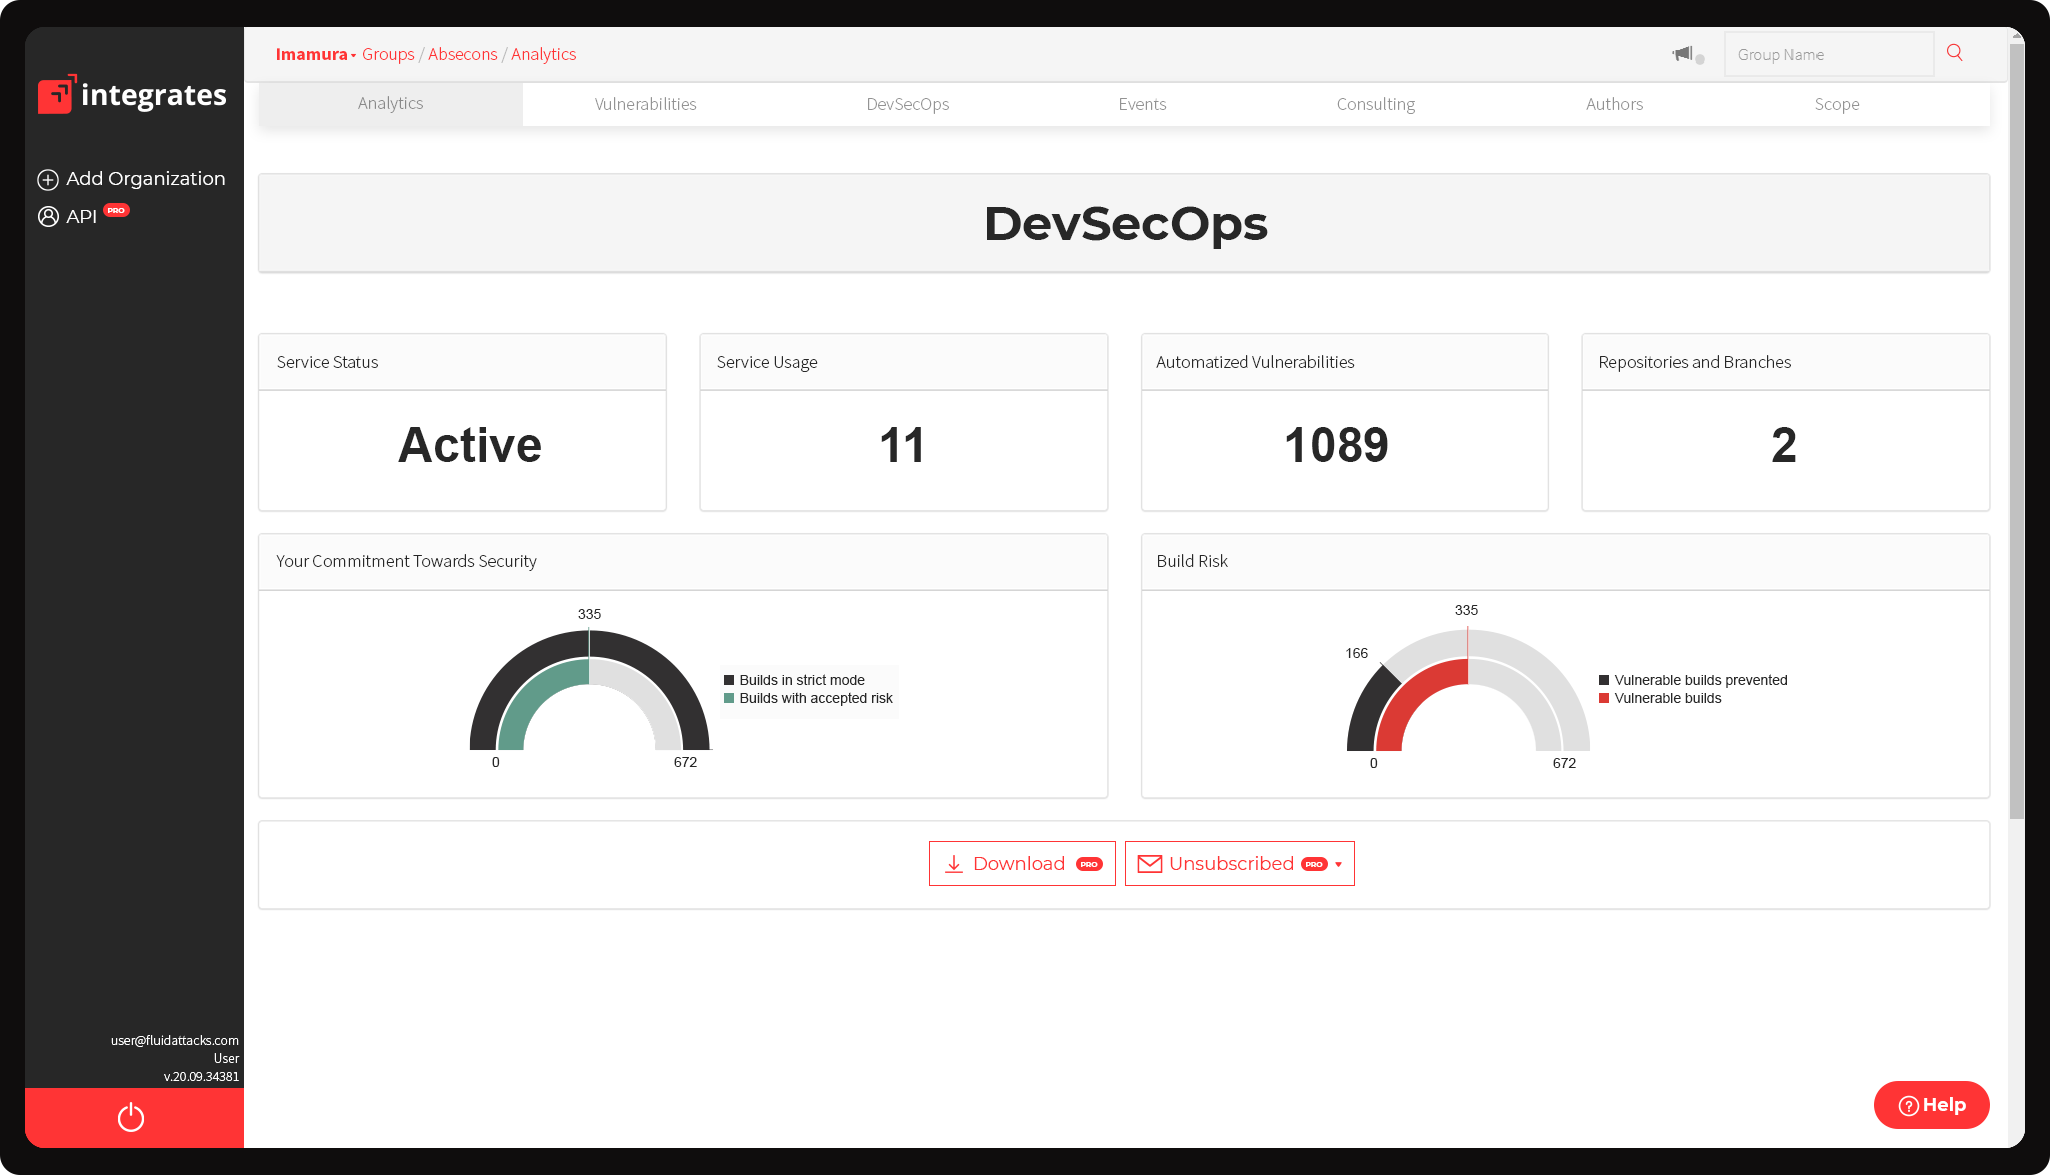 integrates
Add Organization
API PRO
Imamura Groups / Absecons / Analytics
Group Name
Analytics Vulnerabilities DevSecOps Events Consulting Authors Scope
DevSecOps
Service Status
Active
Service Usage
11
Automatized Vulnerabilities
1089
Repositories and Branches
2
Your Commitment Towards Security
335
0
672
Builds in strict mode
Builds with accepted risk
Build Risk
335
166
0
672
Vulnerable builds prevented
Vulnerable builds
Download PRO
Unsubscribed PRO
user@fluidattacks.com
User
v.20.09.34381
? Help